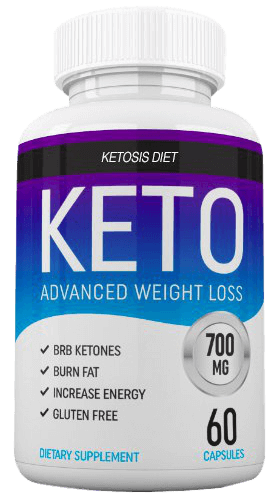 KETOSIS DIET
KETO
ADVANCED WEIGHT LOSS
✓ BRB KETONES
✓ BURN FAT
✓ INCREASE ENERGY
✓ GLUTEN FREE
700
MG
60
CAPSULES
DIETARY SUPPLEMENT